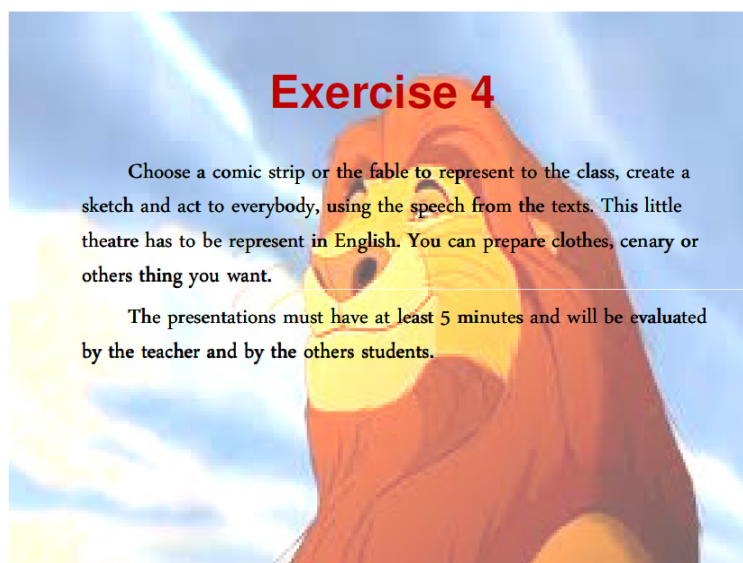 Exercise 4
Choose a comic strip or the fable to represent to the class, create a
sketch and act to everybody, using the speech from the texts. This little
theatre has to be represent in English. You can prepare clothes, cenary or
others thing you want.
The presentations must have at least 5 minutes and will be evaluated
by the teacher and by the others students.